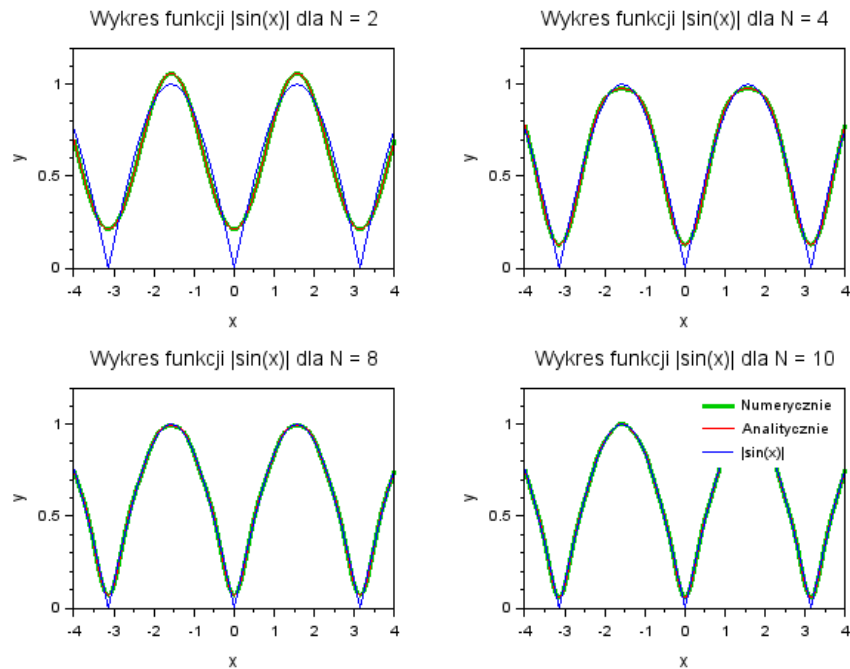 Wykres funkcji |sin(x)| dla N = 2
1
y
0.5
0
-4 -3 -2 -1 0 1 2 3 4
x
Wykres funkcji |sin(x)| dla N = 4
1
y
0.5
0
-4 -3 -2 -1 0 1 2 3 4
x
Wykres funkcji |sin(x)| dla N = 8
1
y
0.5
0
-4 -3 -2 -1 0 1 2 3 4
x
Wykres funkcji |sin(x)| dla N = 10
Numerycznie
Analitycznie
|sin(x)|
1
y
0.5
0
-4 -3 -2 -1 0 1 2 3 4
x